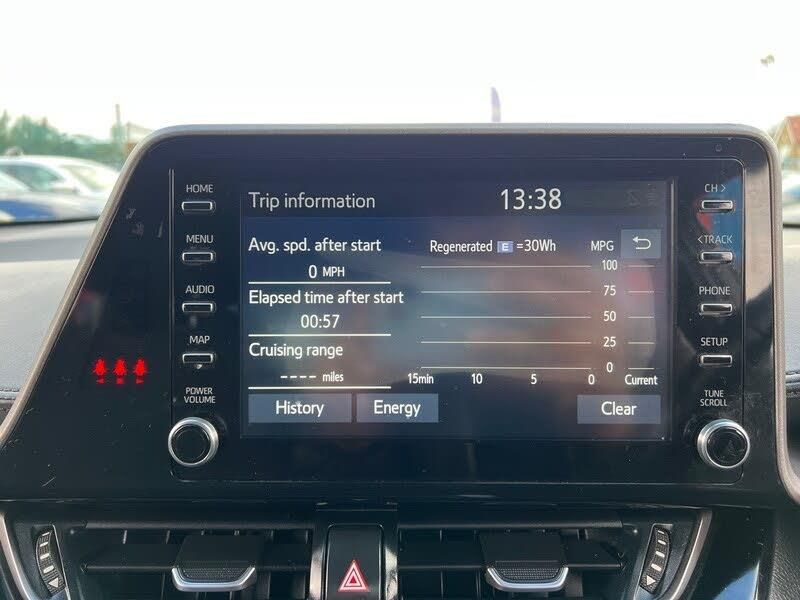 HOME
MENU
AUDIO
MAP
POWER
VOLUME
Trip information 13:38
Avg. spd. after start
0 MPH
Elapsed time after start
00:57
Cruising range
---- miles
Regenerated E =30Wh MPG
100
75
50
25
0
15min 10 5 0 Current
History Energy Clear
CH >
< TRACK
PHONE
SETUP
TUNE
SCROLL